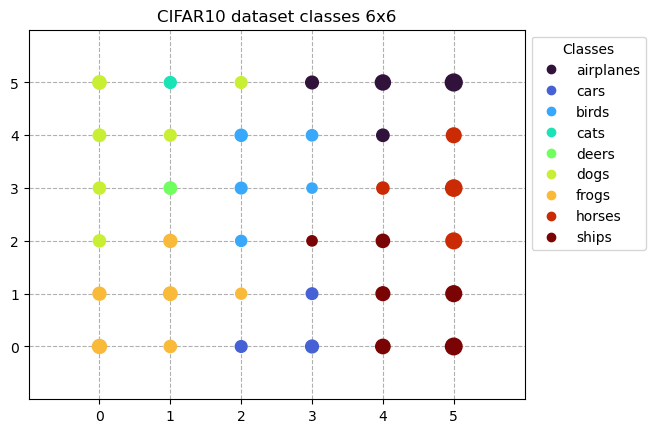 CIFAR10 dataset classes 6x6
Classes
airplanes
cars
birds
cats
deers
dogs
frogs
horses
ships
5
4
3
2
1
0
0 1 2 3 4 5